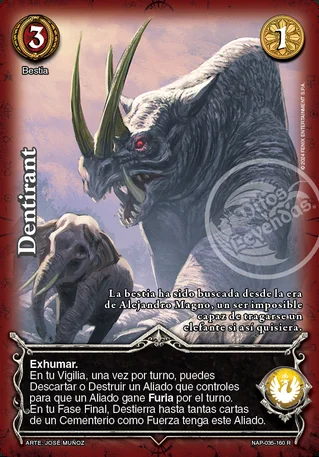 3
1
Bestia
Dentirant
©2024 FENIX ENTERTAINMENT S.P.A.
Mitos y Leyendas
La bestia ha sido buscada desde la era
de Alejandro Magno, un ser imposible
capaz de tragarse un
elefante si así quisiera.
Exhumar.
En tu Vigilia, una vez por turno, puedes
Descartar o Destruir un Aliado que controles
para que un Aliado gane Furia por el turno.
En tu Fase Final, Destierra hasta tantas cartas
de un Cementerio como Fuerza tenga este Aliado.
ARTE: JOSÉ MUÑOZ
NAP-035-160 R